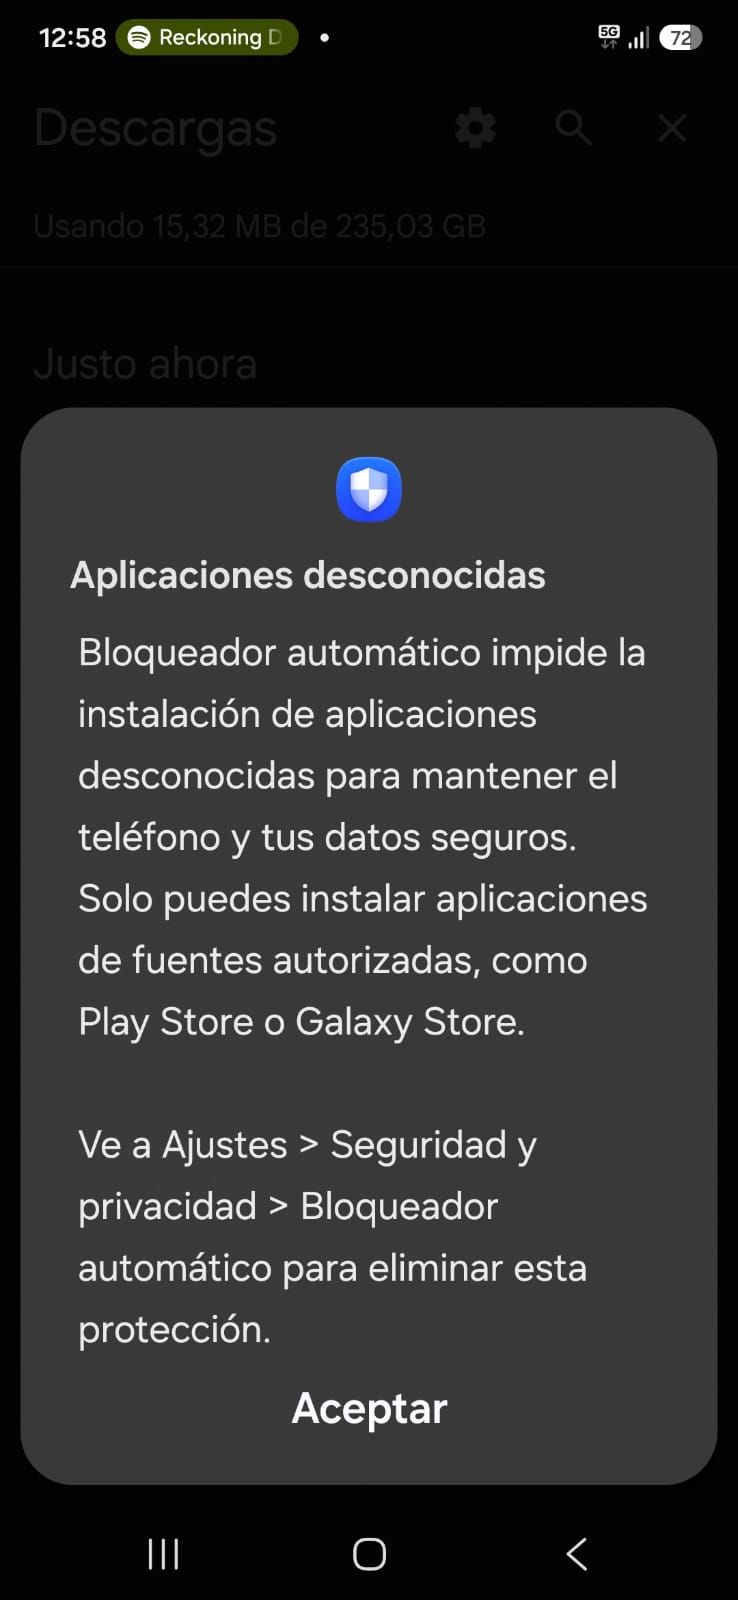 12:58 Reckoning D 5G 72
Descargas
Usando 15,32 MB de 235,03 GB
Justo ahora
Aplicaciones desconocidas
Bloqueador automático impide la
instalación de aplicaciones
desconocidas para mantener el
teléfono y tus datos seguros.
Solo puedes instalar aplicaciones
de fuentes autorizadas, como
Play Store o Galaxy Store.
Ve a Ajustes > Seguridad y
privacidad > Bloqueador
automático para eliminar esta
protección.
Aceptar